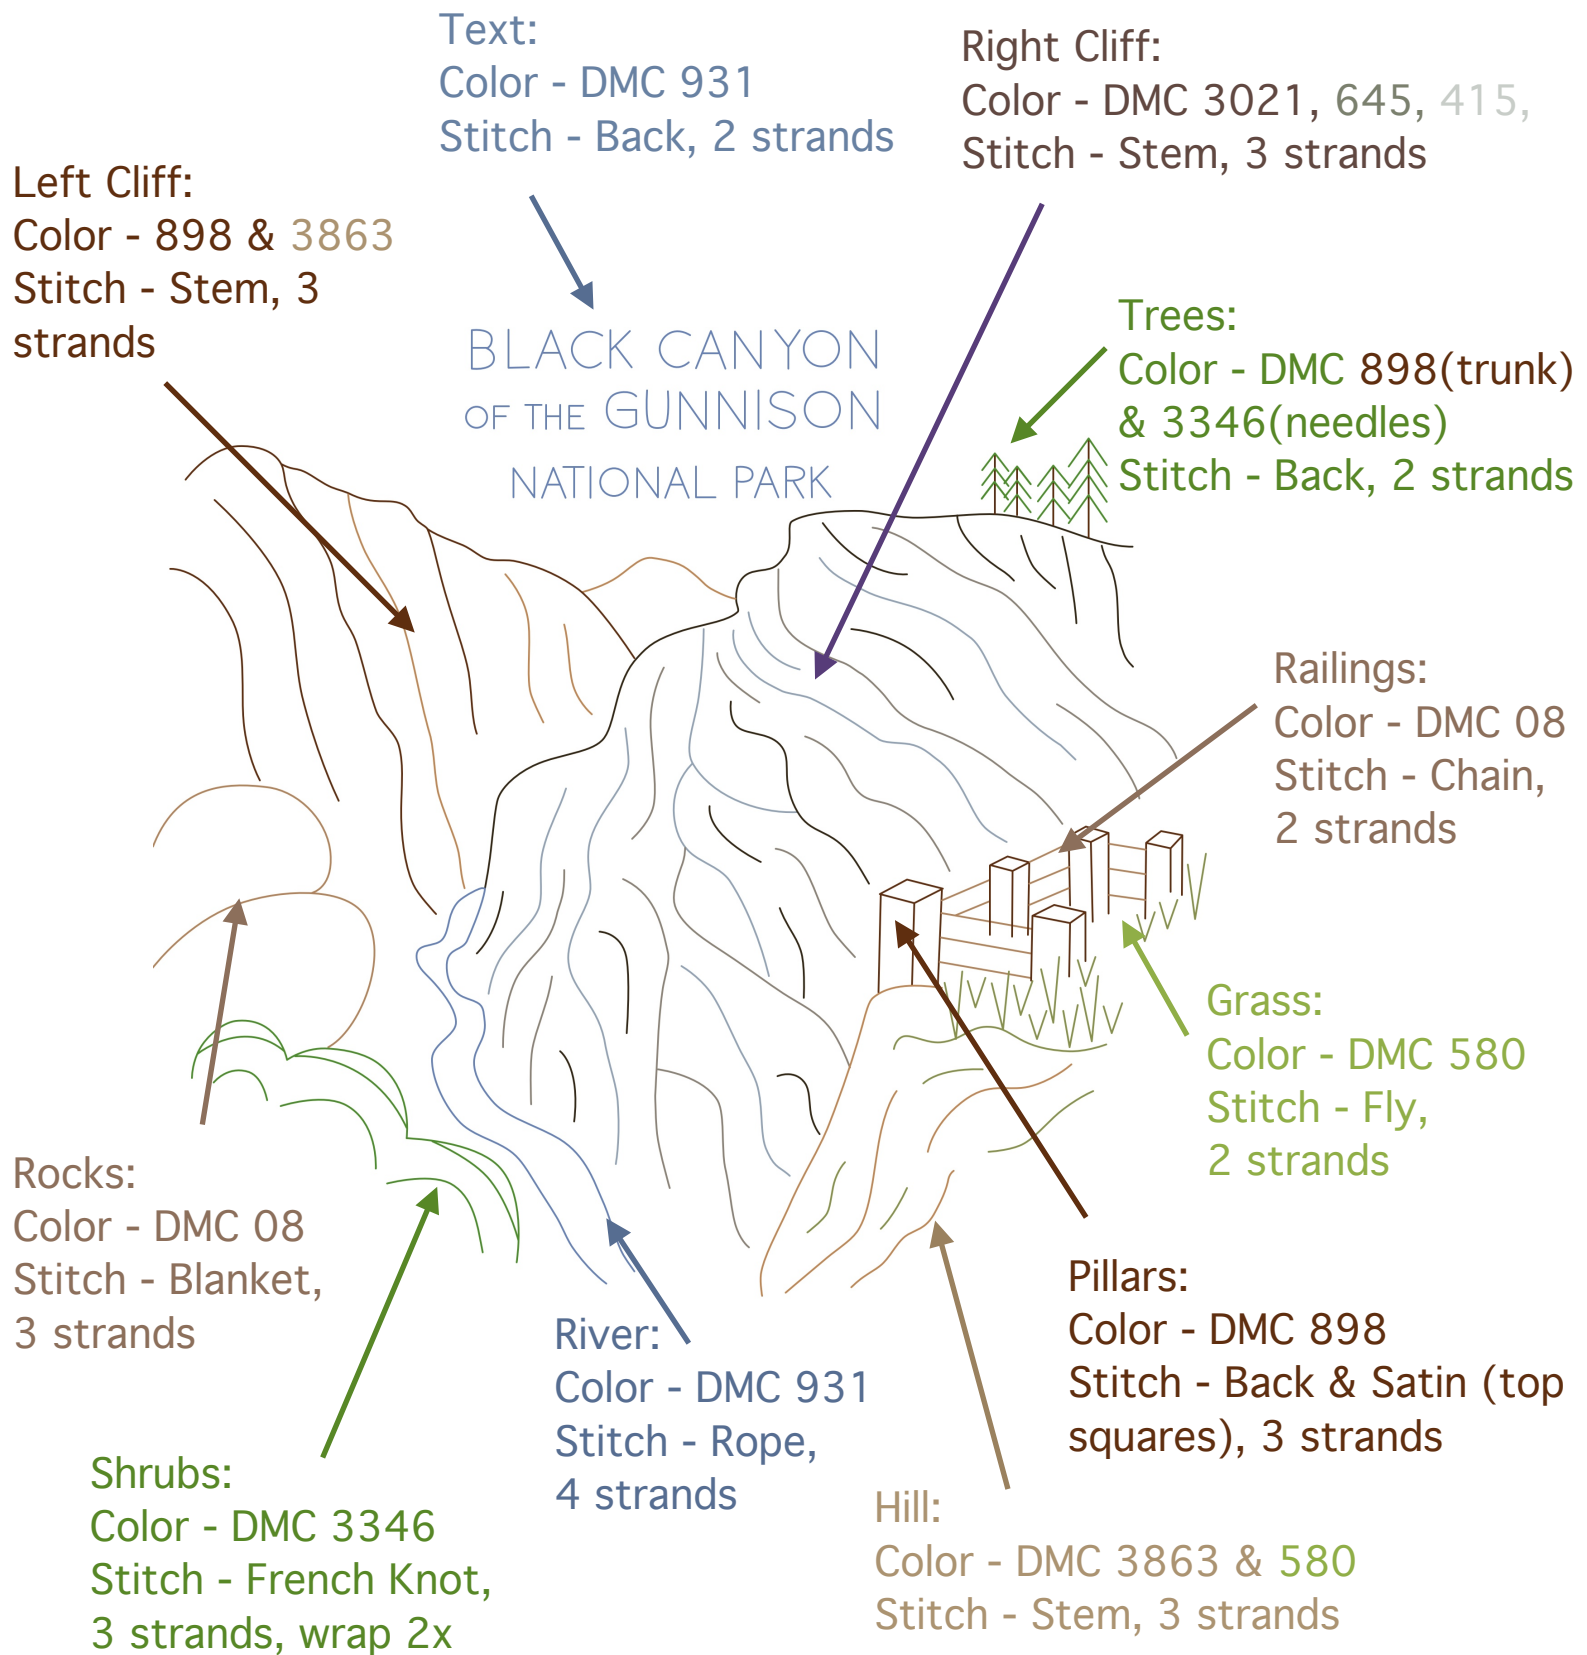 Text:
Color - DMC 931
Stitch - Back, 2 strands
Right Cliff:
Color - DMC 3021, 645, 415,
Stitch - Stem, 3 strands
Left Cliff:
Color - 898 & 3863
Stitch - Stem, 3
strands
BLACK CANYON
OF THE GUNNISON
NATIONAL PARK
Trees:
Color - DMC 898(trunk)
& 3346(needles)
Stitch - Back, 2 strands
Railings:
Color - DMC 08
Stitch - Chain,
2 strands
Grass:
Color - DMC 580
Stitch - Fly,
2 strands
Rocks:
Color - DMC 08
Stitch - Blanket,
3 strands
Pillars:
Color - DMC 898
Stitch - Back & Satin (top
squares), 3 strands
River:
Color - DMC 931
Stitch - Rope,
4 strands
Shrubs:
Color - DMC 3346
Stitch - French Knot,
3 strands, wrap 2x
Hill:
Color - DMC 3863 & 580
Stitch - Stem, 3 strands